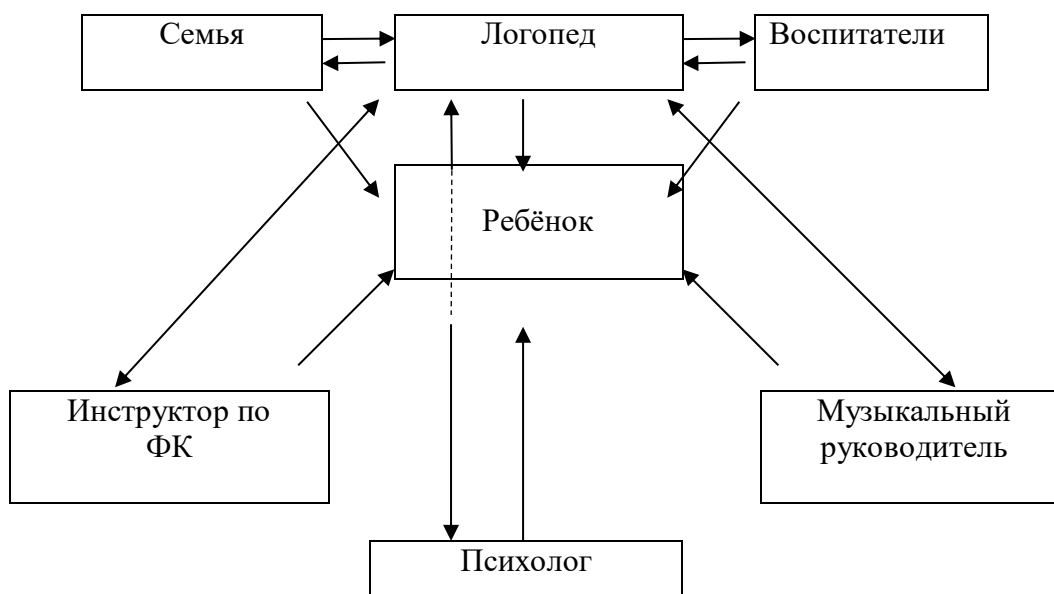 Семья
Логопед
Воспитатели
Ребёнок
Инструктор по
ФК
Музыкальный
руководитель
Психолог